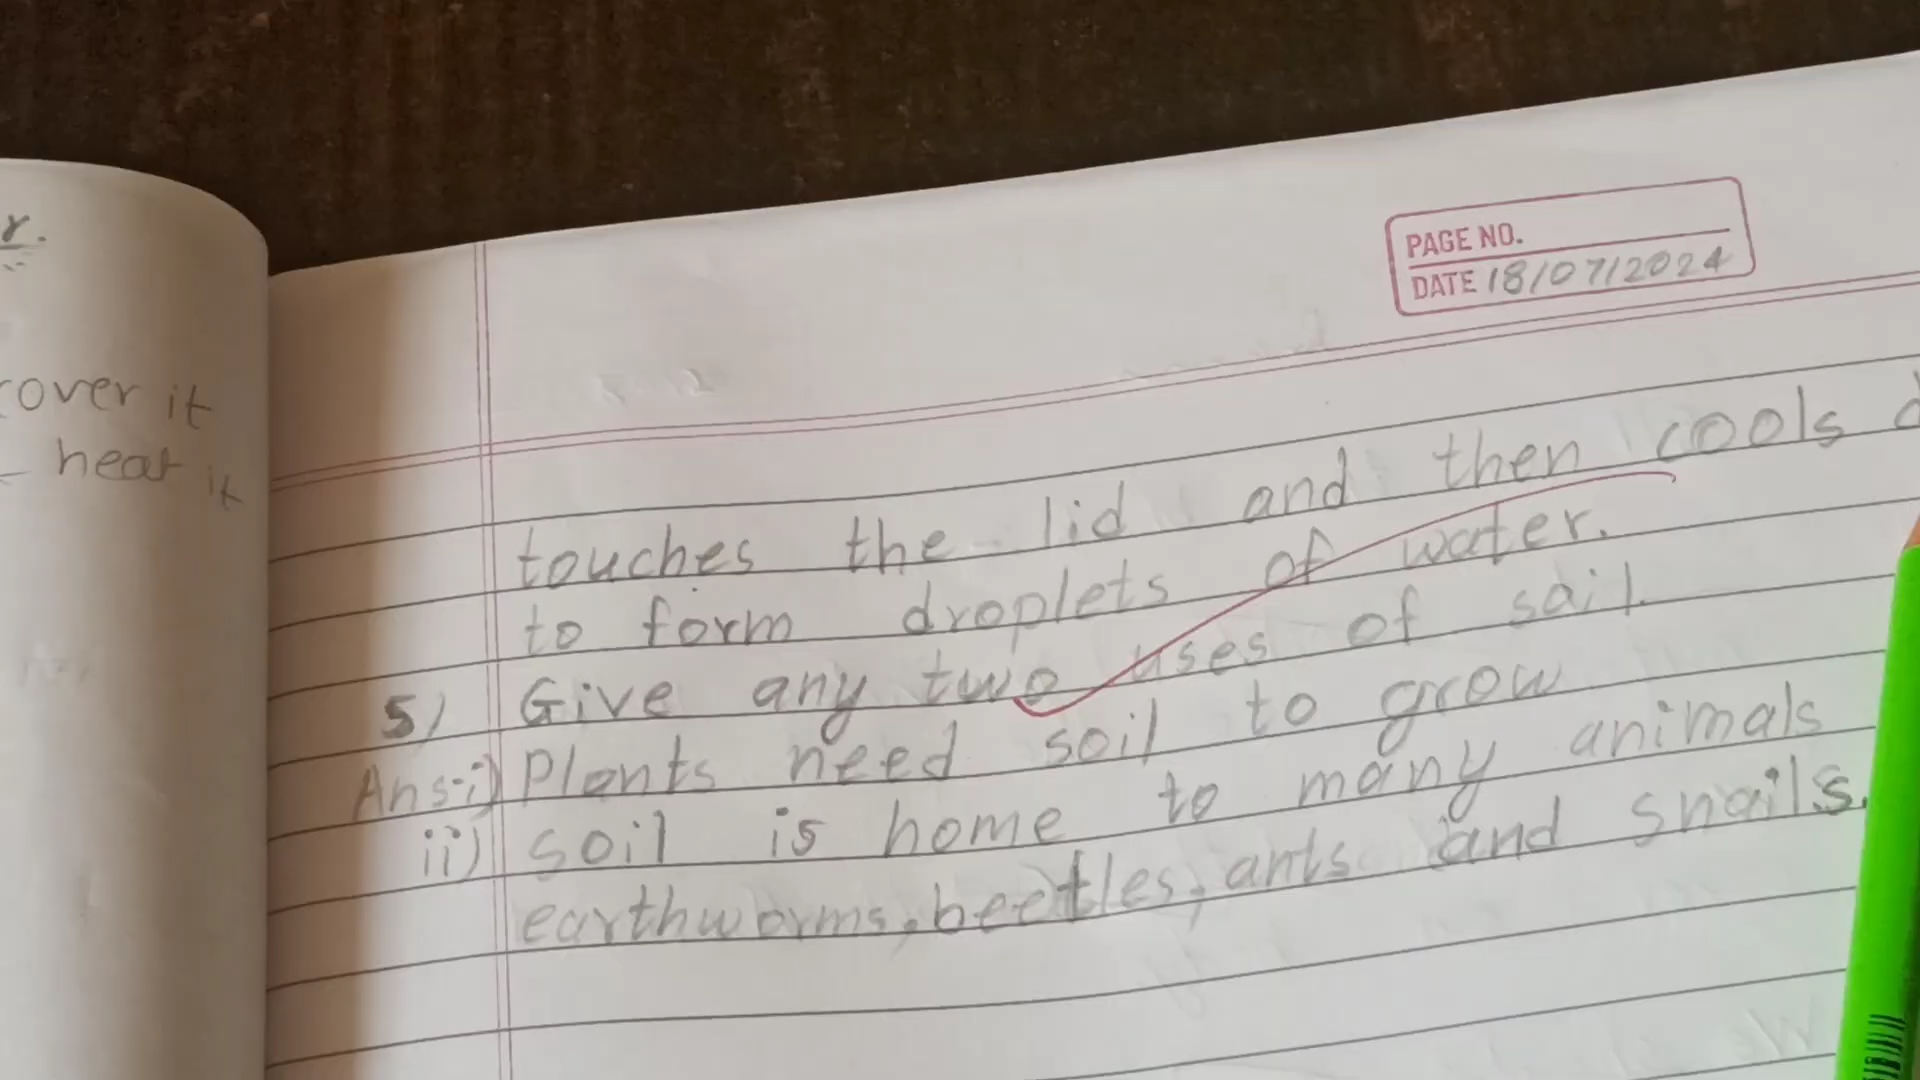 r.
cover it
heat it
PAGE NO.
DATE 18/07/2024
touches the lid and then cools
to form droplets of water.
5) Give any two uses of sail.
Ans:-i) Plants need soil to grow
ii) soil is home to many animals
earthworms, beetles, ants and snails.